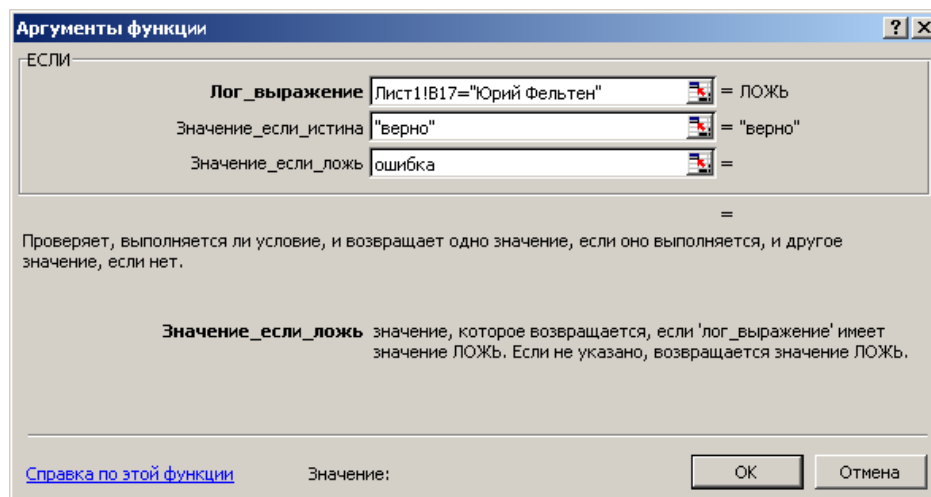 Аргументы функции
ЕСЛИ
Лог_выражение Лист1!B17="Юрий Фельтен" = ЛОЖЬ
Значение_если_истина "верно" = "верно"
Значение_если_ложь ошибка =
=
Проверяет, выполняется ли условие, и возвращает одно значение, если оно выполняется, и другое
значение, если нет.
Значение_если_ложь значение, которое возвращается, если 'лог_выражение' имеет
значение ЛОЖЬ. Если не указано, возвращается значение ЛОЖЬ.
Справка по этой функции Значение: ОК Отмена